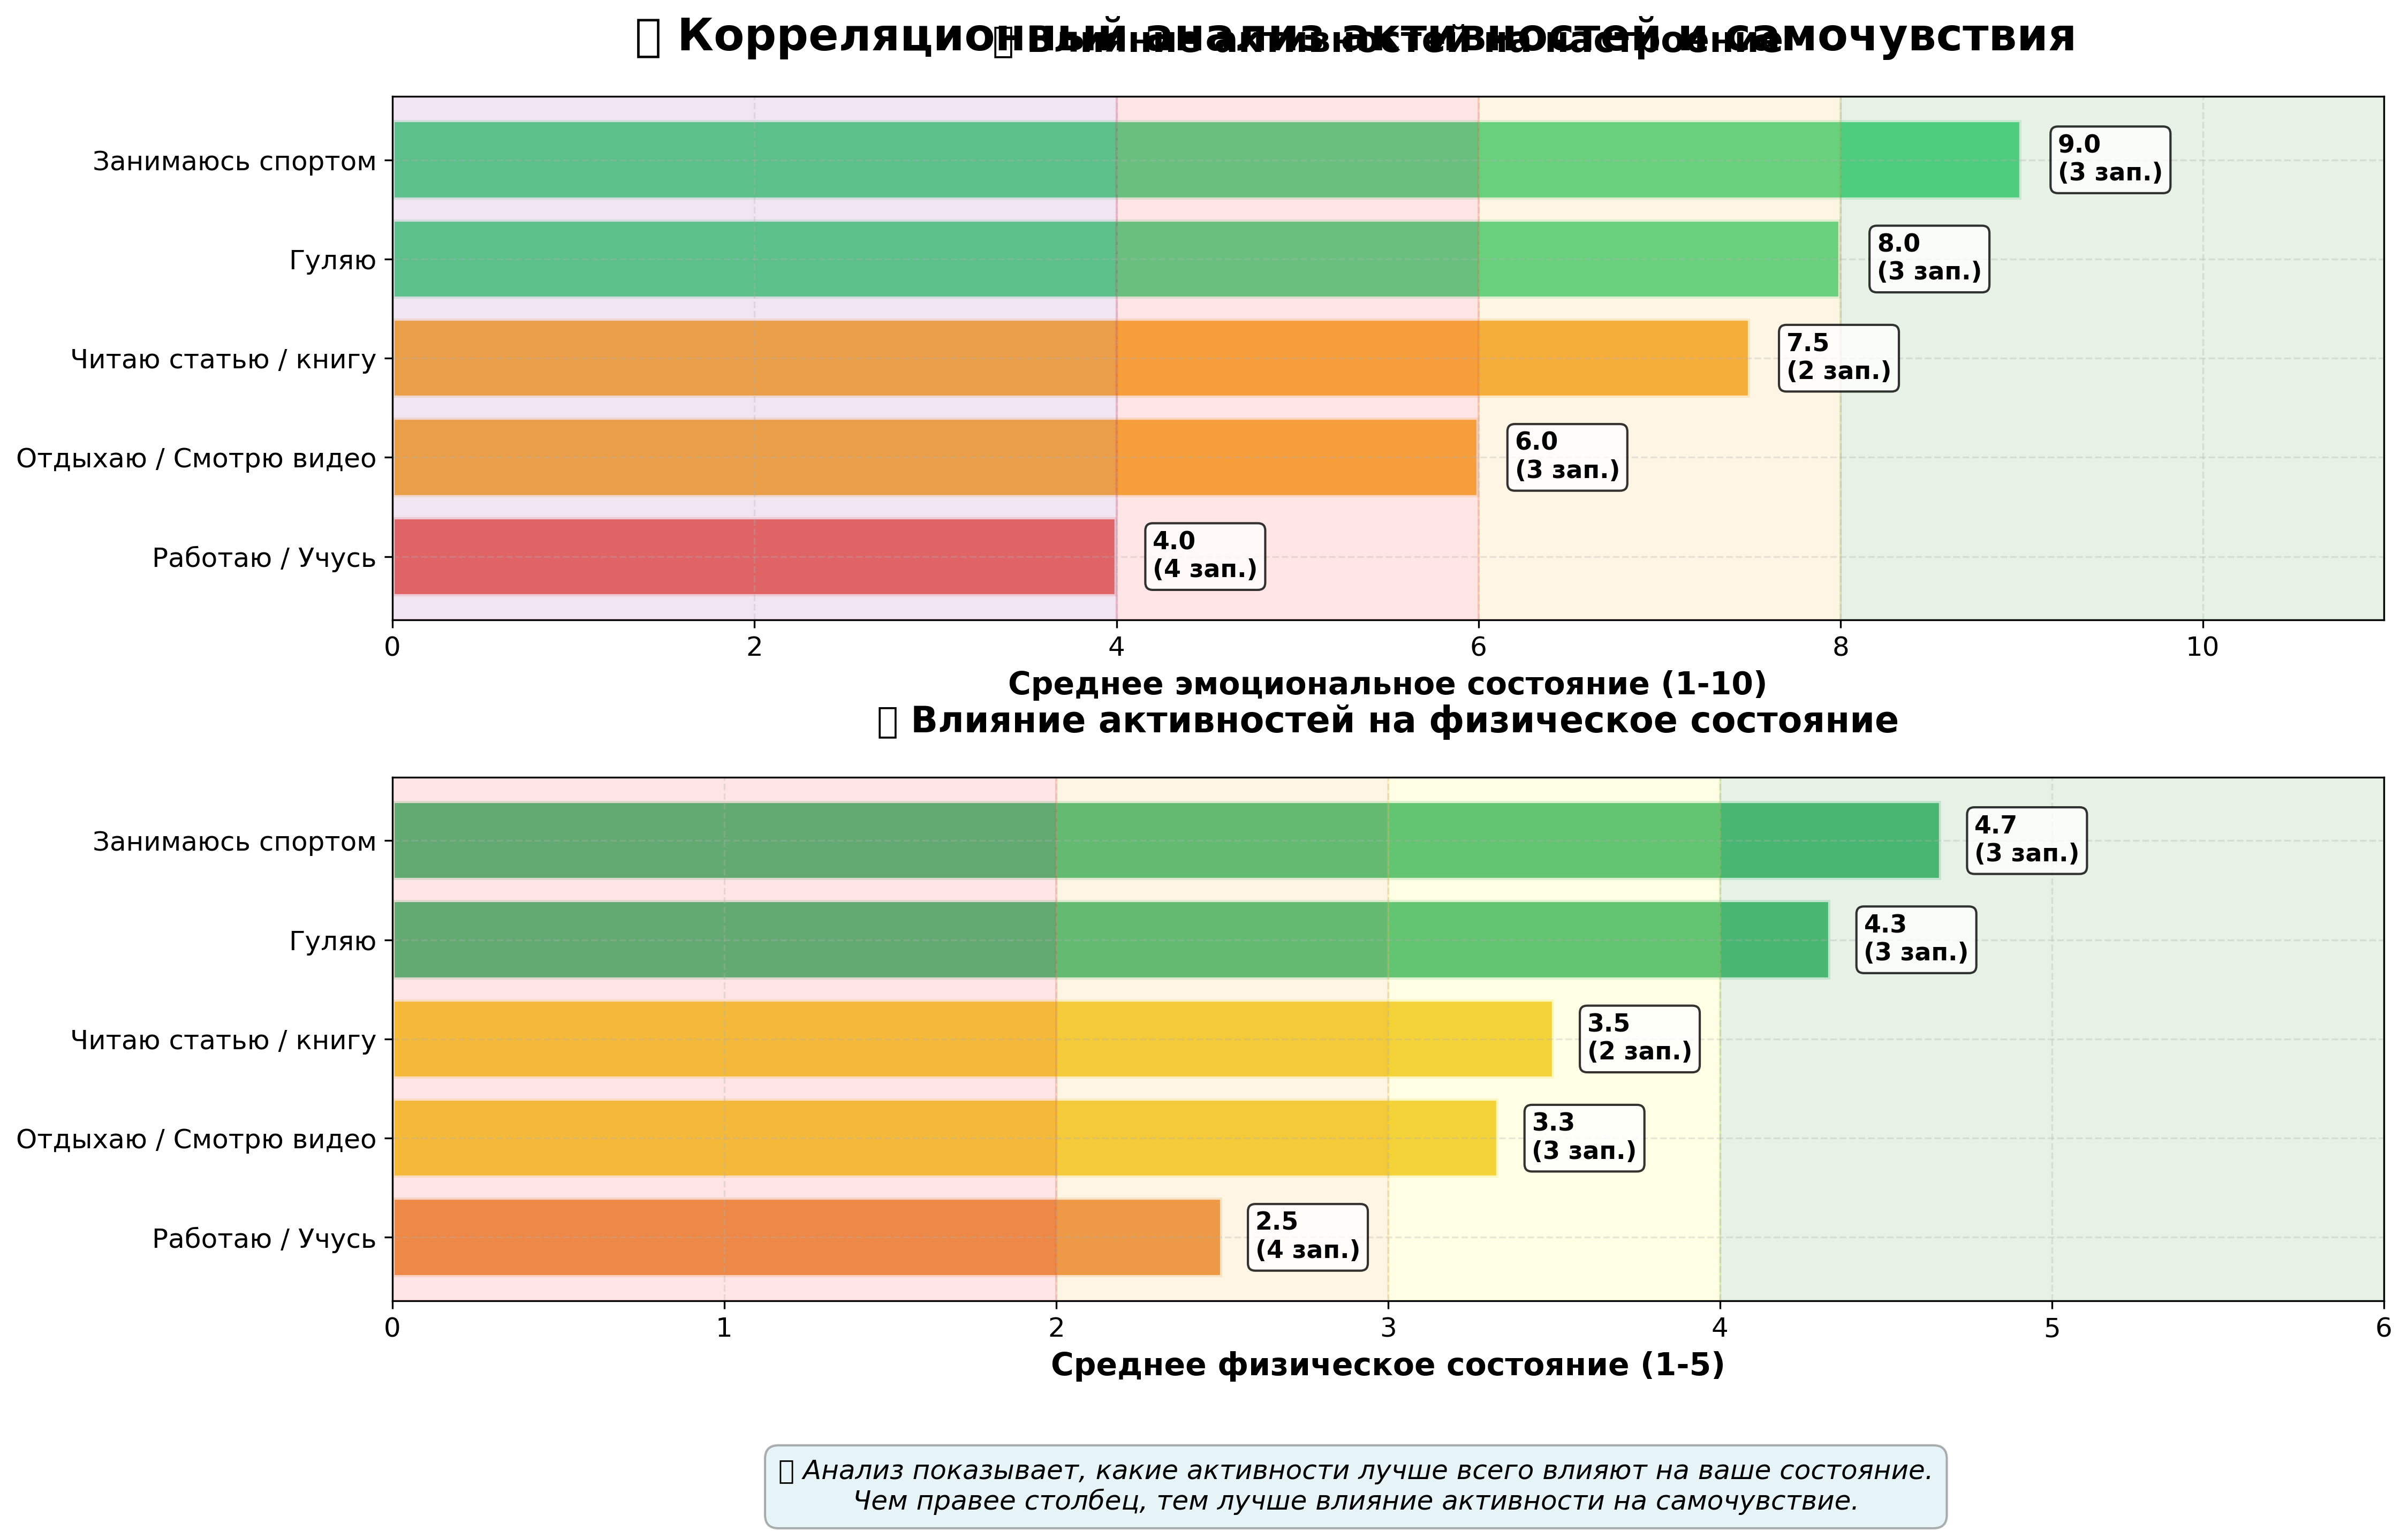 Корреляционный анализ активностей и самочувствия
Влияние активностей на настроение
Занимаюсь спортом
9.0
(3 зап.)
Гуляю
8.0
(3 зап.)
Читаю статью / книгу
7.5
(2 зап.)
Отдыхаю / Смотрю видео
6.0
(3 зап.)
Работаю / Учусь
4.0
(4 зап.)
0 2 4 6 8 10
Среднее эмоциональное состояние (1-10)
Влияние активностей на физическое состояние
Занимаюсь спортом
4.7
(3 зап.)
Гуляю
4.3
(3 зап.)
Читаю статью / книгу
3.5
(2 зап.)
Отдыхаю / Смотрю видео
3.3
(3 зап.)
Работаю / Учусь
2.5
(4 зап.)
0 1 2 3 4 5 6
Среднее физическое состояние (1-5)
Анализ показывает, какие активности лучше всего влияют на ваше состояние.
Чем правее столбец, тем лучше влияние активности на самочувствие.